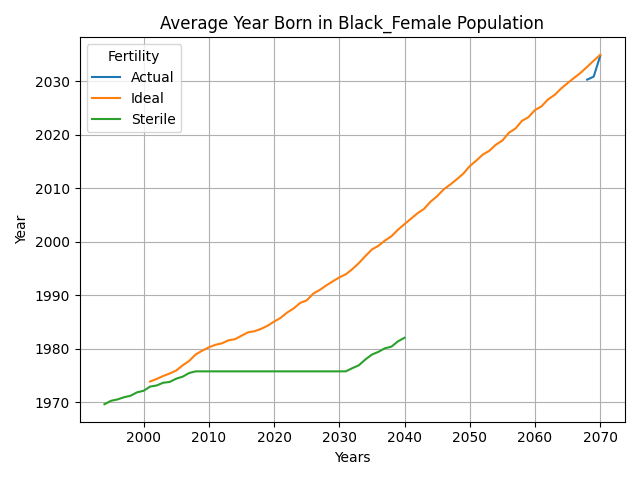 Average Year Born in Black_Female Population
Fertility
Actual
Ideal
Sterile
Year
2030
2020
2010
2000
1990
1980
1970
2000 2010 2020 2030 2040 2050 2060 2070
Years